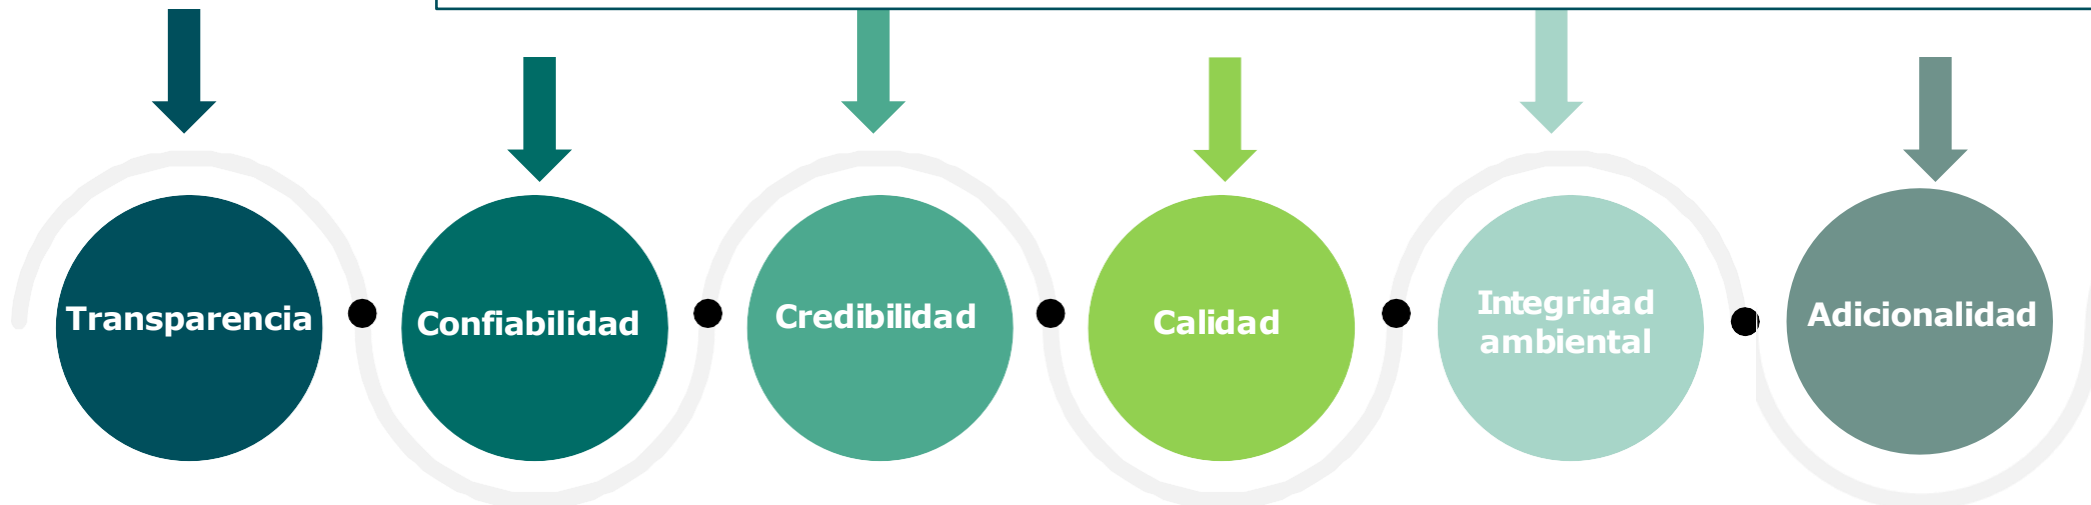 Transparencia
Confiabilidad
Credibilidad
Calidad
Integridad
ambiental
Adicionalidad